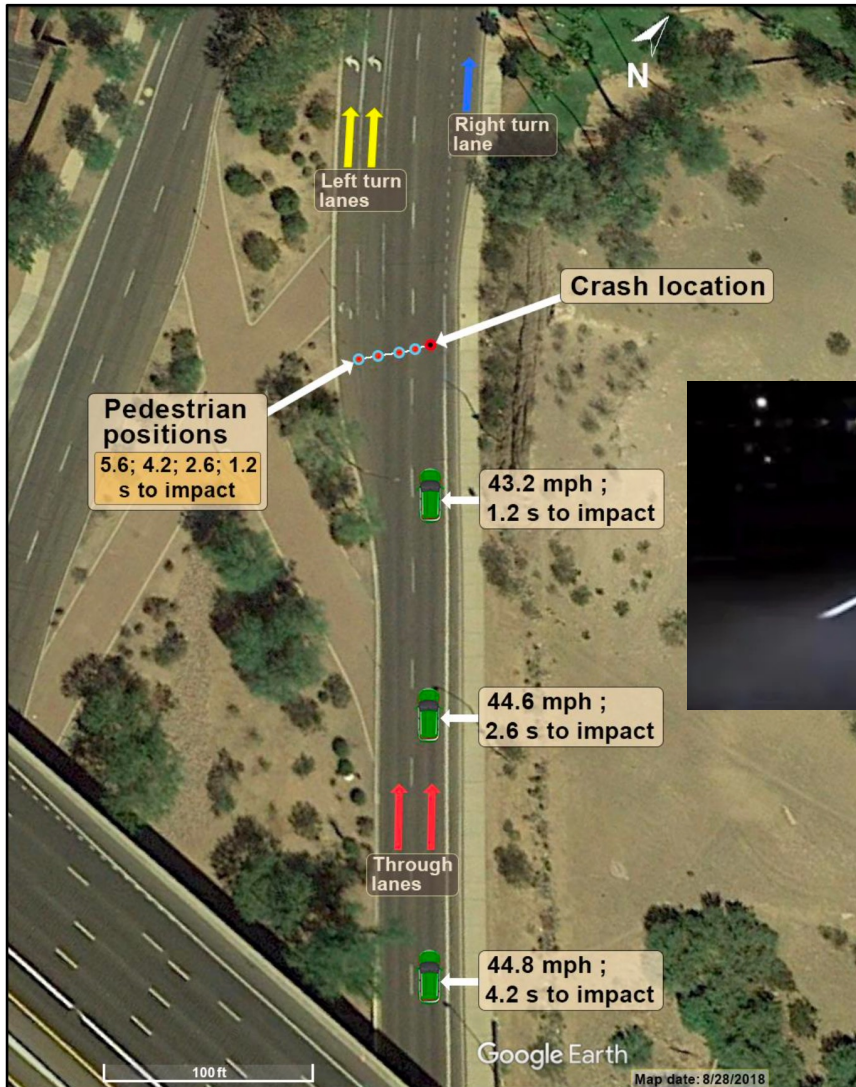 N
Right turn
lane
Left turn
lanes
Crash location
Pedestrian
positions
5.6; 4.2; 2.6; 1.2
s to impact
43.2 mph ;
1.2 s to impact
44.6 mph ;
2.6 s to impact
Through
lanes
44.8 mph ;
4.2 s to impact
100 ft
Google Earth
Map date: 8/28/2018